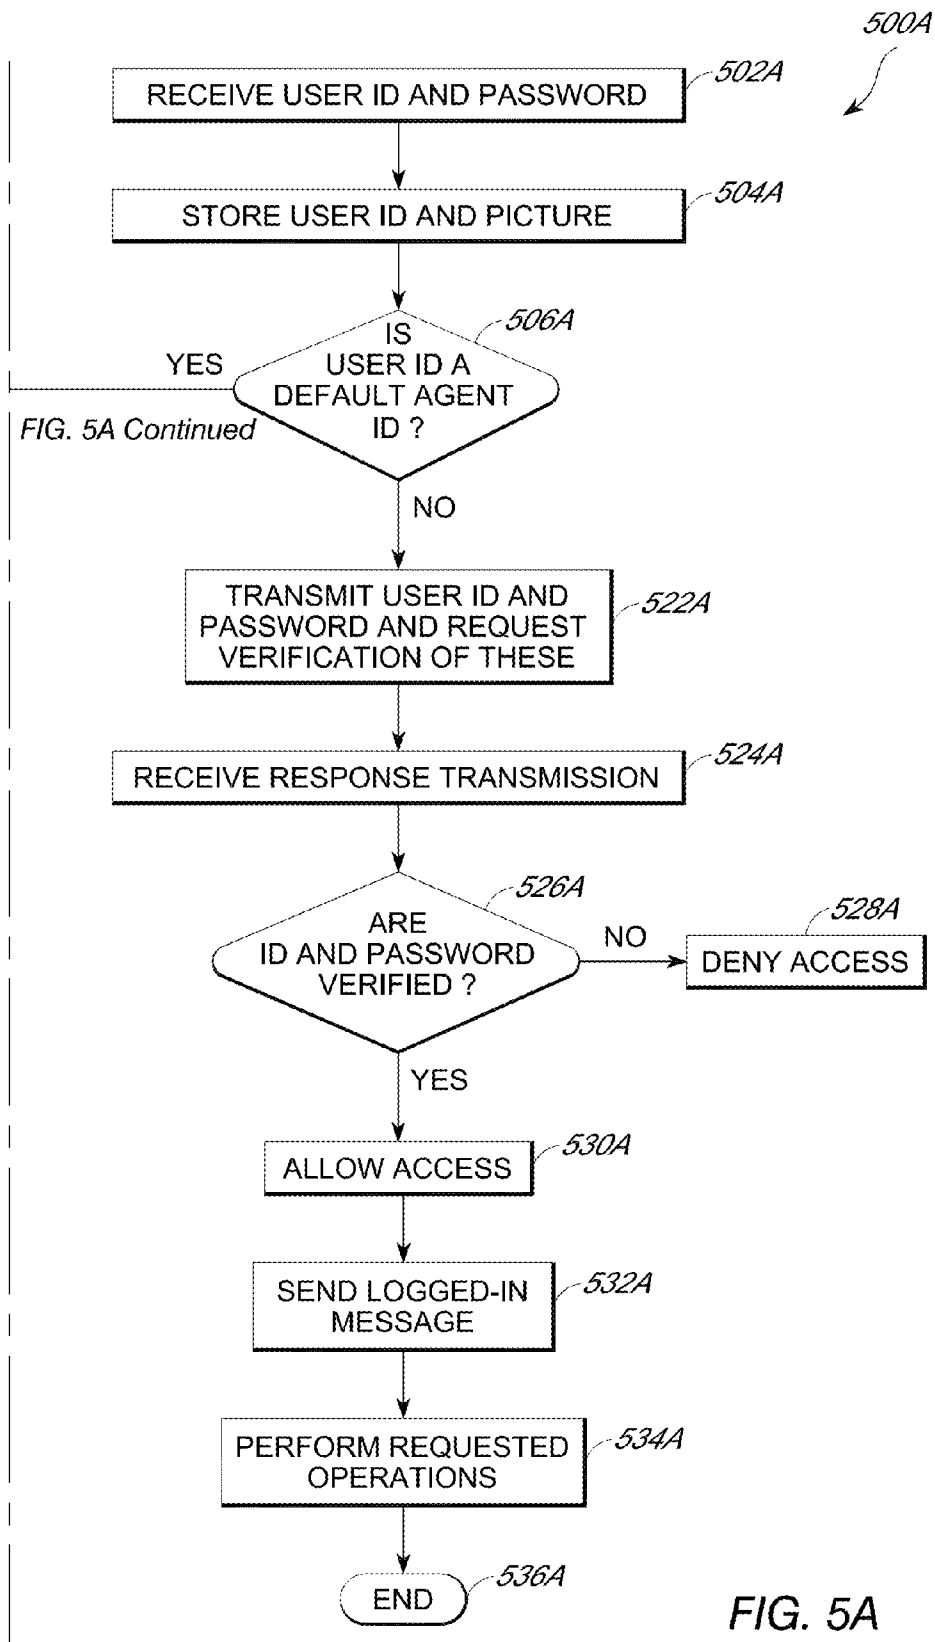 500A
RECEIVE USER ID AND PASSWORD
502A
STORE USER ID AND PICTURE
504A
IS
USER ID A
DEFAULT AGENT
ID ?
506A
YES
FIG. 5A Continued
NO
TRANSMIT USER ID AND
PASSWORD AND REQUEST
VERIFICATION OF THESE
522A
RECEIVE RESPONSE TRANSMISSION
524A
ARE
ID AND PASSWORD
VERIFIED ?
526A
NO
DENY ACCESS
528A
YES
ALLOW ACCESS
530A
SEND LOGGED-IN
MESSAGE
532A
PERFORM REQUESTED
OPERATIONS
534A
END
536A
FIG. 5A